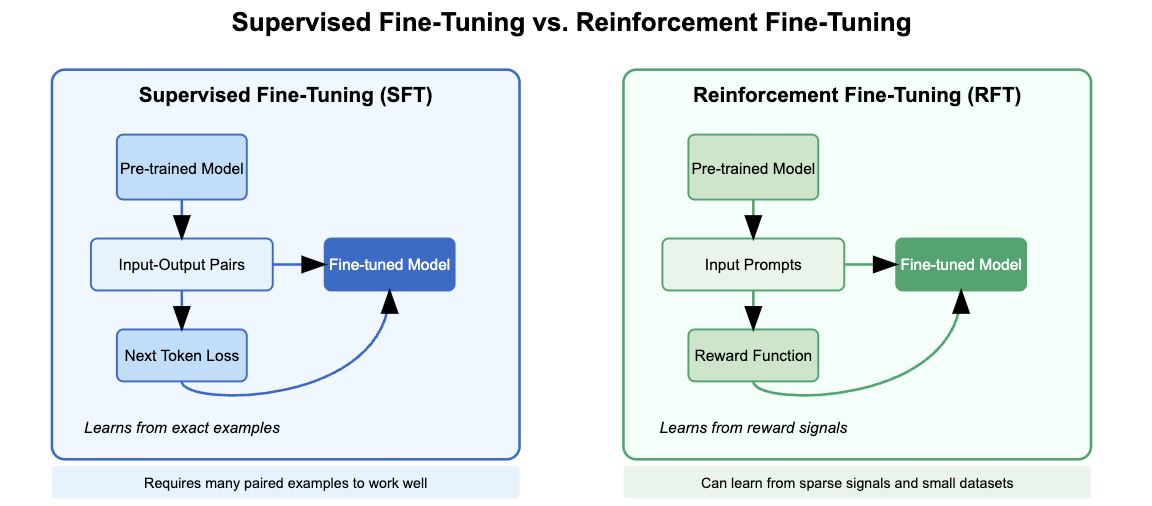 Supervised Fine-Tuning vs. Reinforcement Fine-Tuning
Supervised Fine-Tuning (SFT)
Pre-trained Model
Input-Output Pairs
Fine-tuned Model
Next Token Loss
Learns from exact examples
Requires many paired examples to work well
Reinforcement Fine-Tuning (RFT)
Pre-trained Model
Input Prompts
Fine-tuned Model
Reward Function
Learns from reward signals
Can learn from sparse signals and small datasets